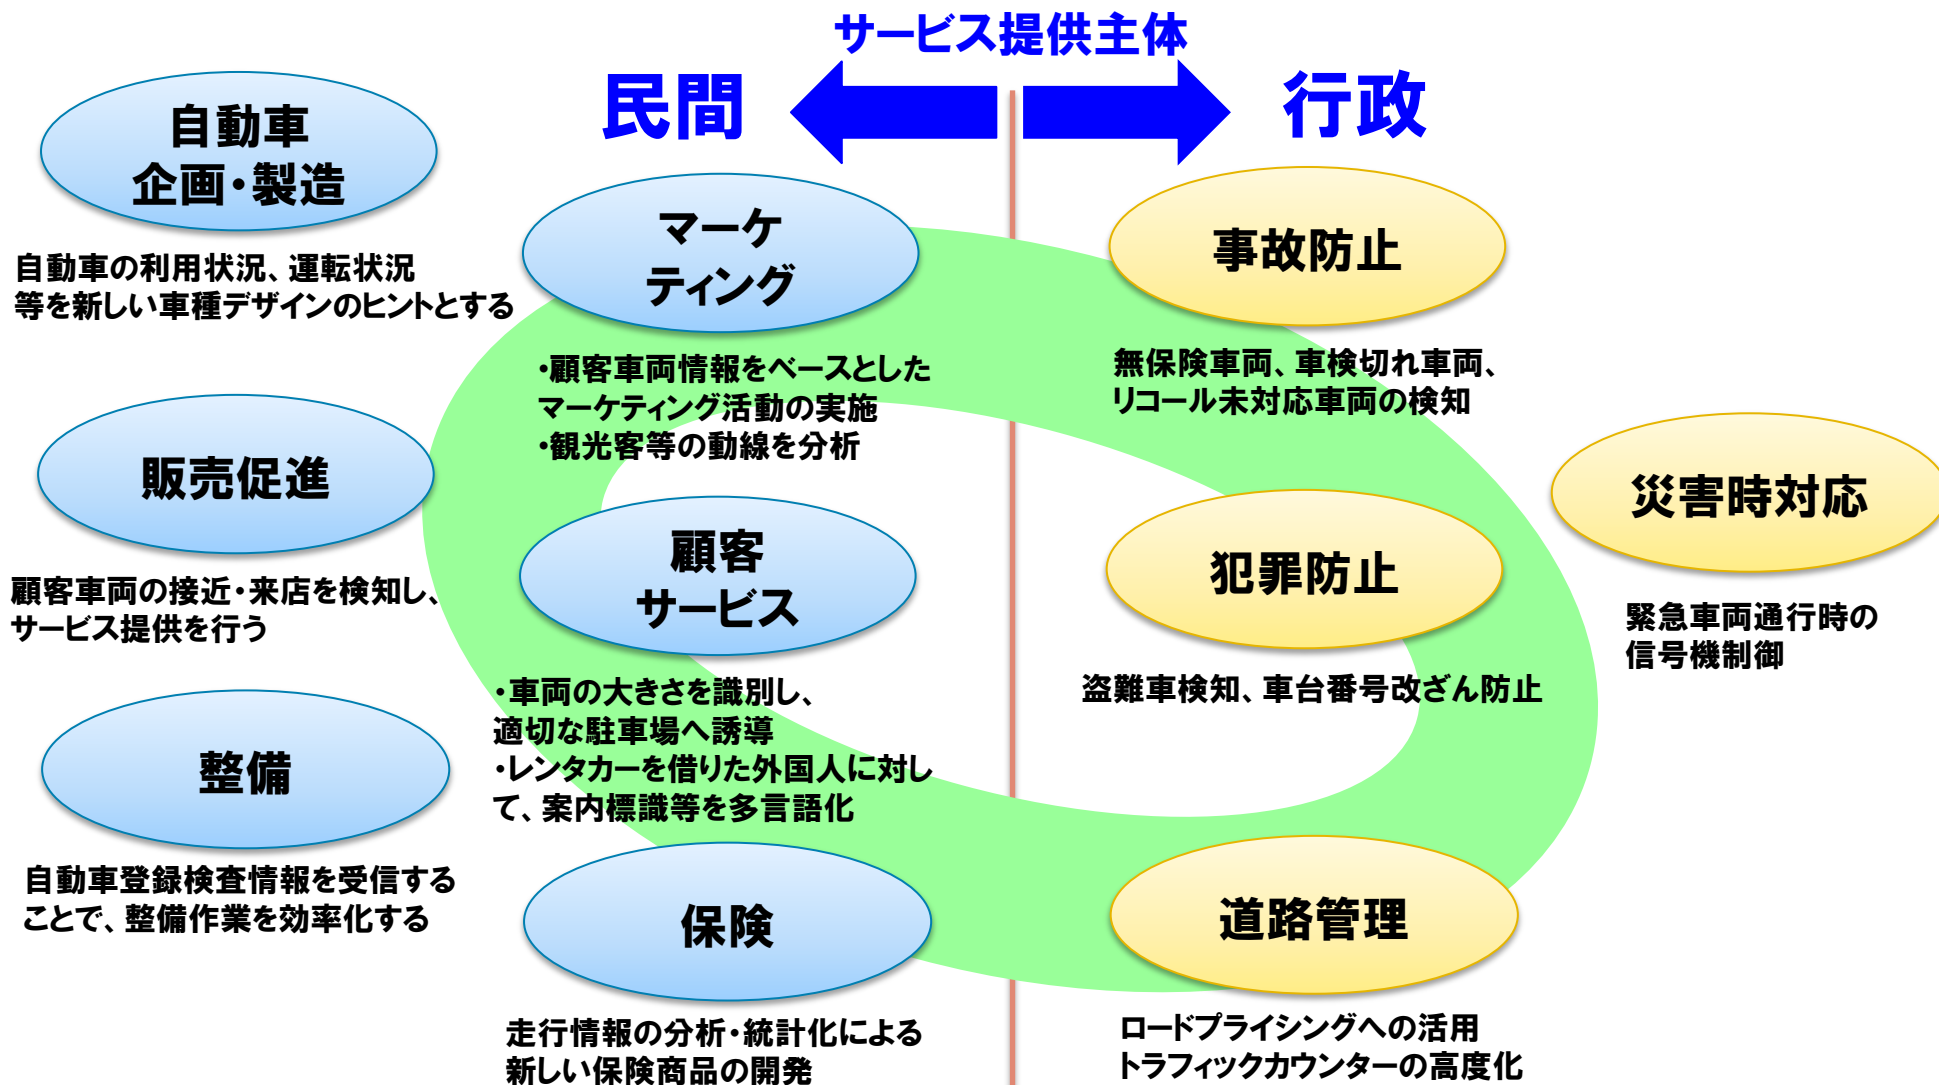 サービス提供主体
民間
行政
自動車
企画・製造
自動車の利用状況、運転状況
等を新しい車種デザインのヒントとする
販売促進
顧客車両の接近・来店を検知し、
サービス提供を行う
整備
自動車登録検査情報を受信する
ことで、整備作業を効率化する
マーケ
ティング
・顧客車両情報をベースとした
マーケティング活動の実施
・観光客等の動線を分析
顧客
サービス
・車両の大きさを識別し、
適切な駐車場へ誘導
・レンタカーを借りた外国人に対し
て、案内標識等を多言語化
保険
走行情報の分析・統計化による
新しい保険商品の開発
事故防止
無保険車両、車検切れ車両、
リコール未対応車両の検知
犯罪防止
盗難車検知、車台番号改ざん防止
道路管理
ロードプライシングへの活用
トラフィックカウンターの高度化
災害時対応
緊急車両通行時の
信号機制御